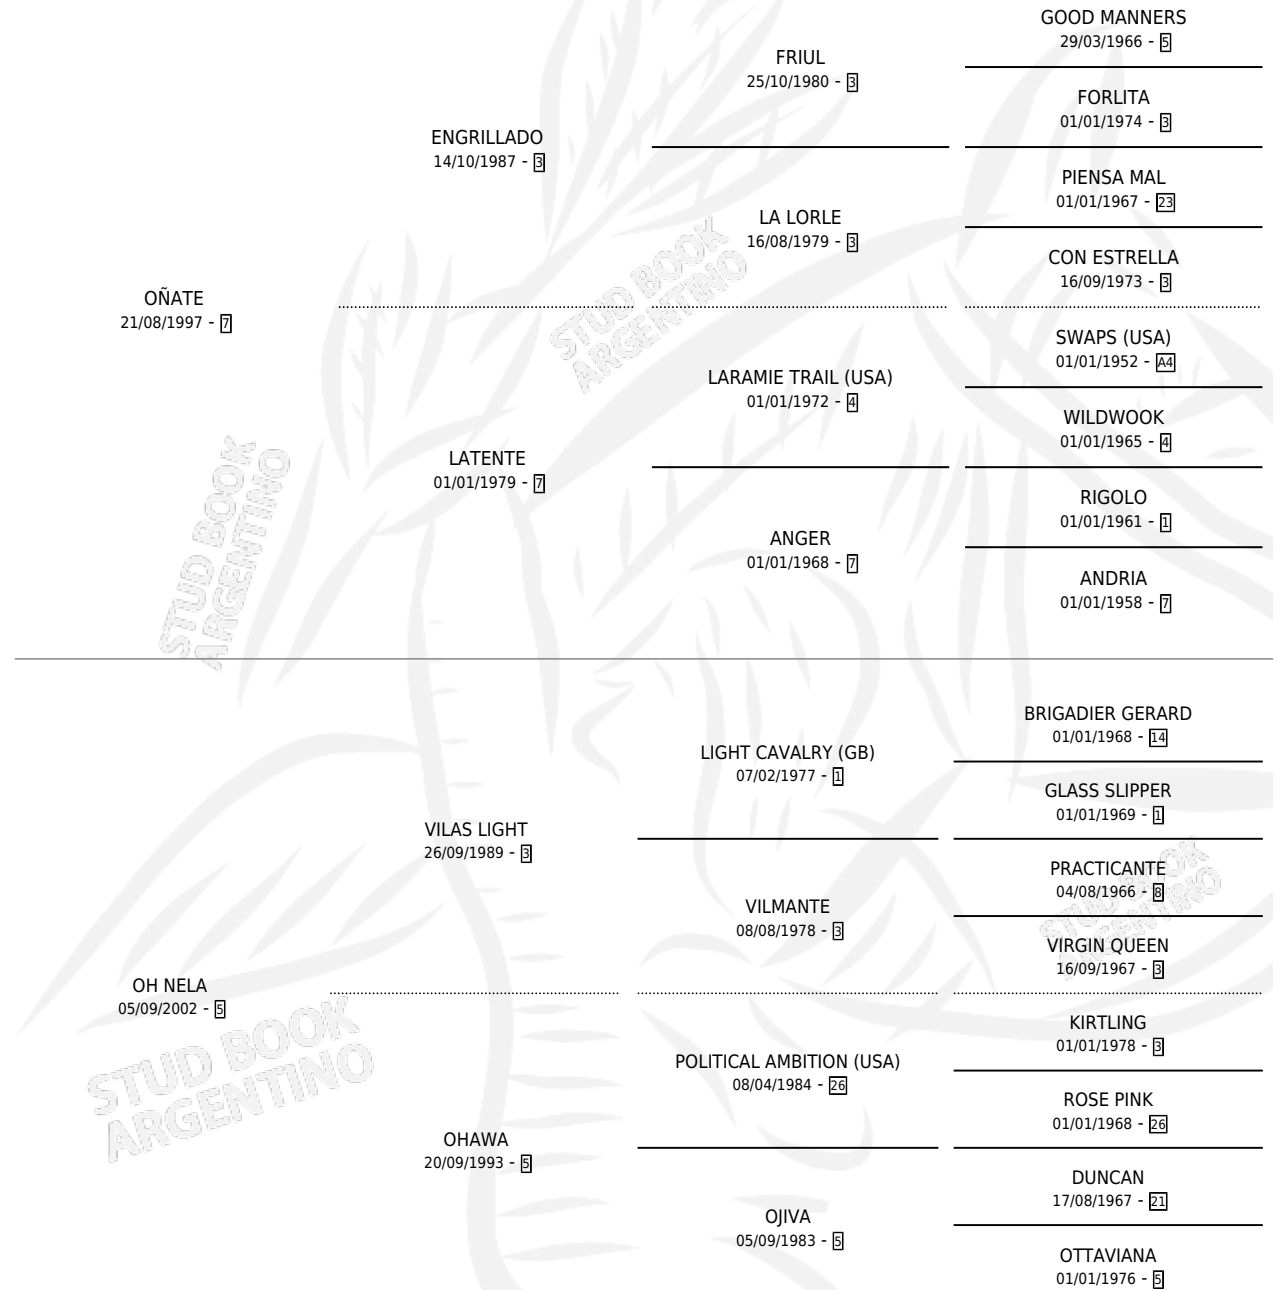 GOOD MANNERS
29/03/1966 - 5
FRIUL
25/10/1980 - 3
FORLITA
01/01/1974 - 3
ENGRILLADO
14/10/1987 - 3
PIENSA MAL
01/01/1967 - 23
LA LORLE
16/08/1979 - 3
CON ESTRELLA
16/09/1973 - 3
OÑATE
21/08/1997 - 7
SWAPS (USA)
01/01/1952 - A4
LARAMIE TRAIL (USA)
01/01/1972 - 4
WILDWOOK
01/01/1965 - 4
LATENTE
01/01/1979 - 7
RIGOLO
01/01/1961 - 1
ANGER
01/01/1968 - 7
ANDRIA
01/01/1958 - 7
STUD BOOK
ARGENTINO
STUD BOOK
ARGENTINO
BRIGADIER GERARD
01/01/1968 - 14
LIGHT CAVALRY (GB)
07/02/1977 - 1
GLASS SLIPPER
01/01/1969 - 1
VILAS LIGHT
26/09/1989 - 3
PRACTICANTE
04/08/1966 - 8
VILMANTE
08/08/1978 - 3
VIRGIN QUEEN
16/09/1967 - 3
OH NELA
05/09/2002 - 5
KIRTLING
01/01/1978 - 3
POLITICAL AMBITION (USA)
08/04/1984 - 26
ROSE PINK
01/01/1968 - 26
OHAWA
20/09/1993 - 5
DUNCAN
17/08/1967 - 21
OJIVA
05/09/1983 - 5
OTTAVIANA
01/01/1976 - 5
STUD BOOK
ARGENTINO
STUD BOOK
ARGENTINO